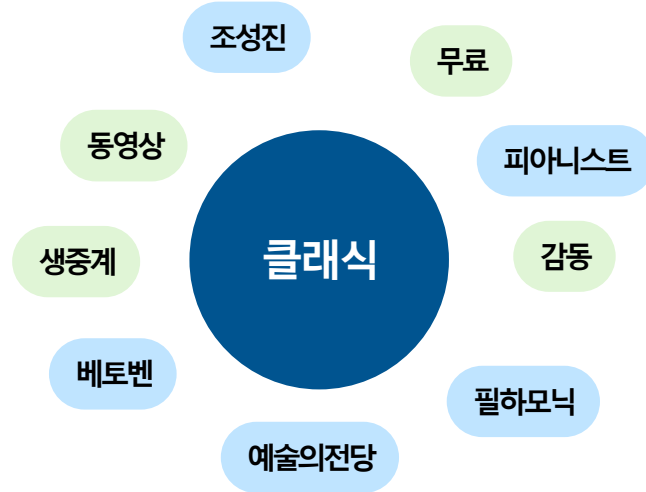 조성진
무료
동영상
피아니스트
생중계
클래식
감동
베토벤
필하모닉
예술의전당